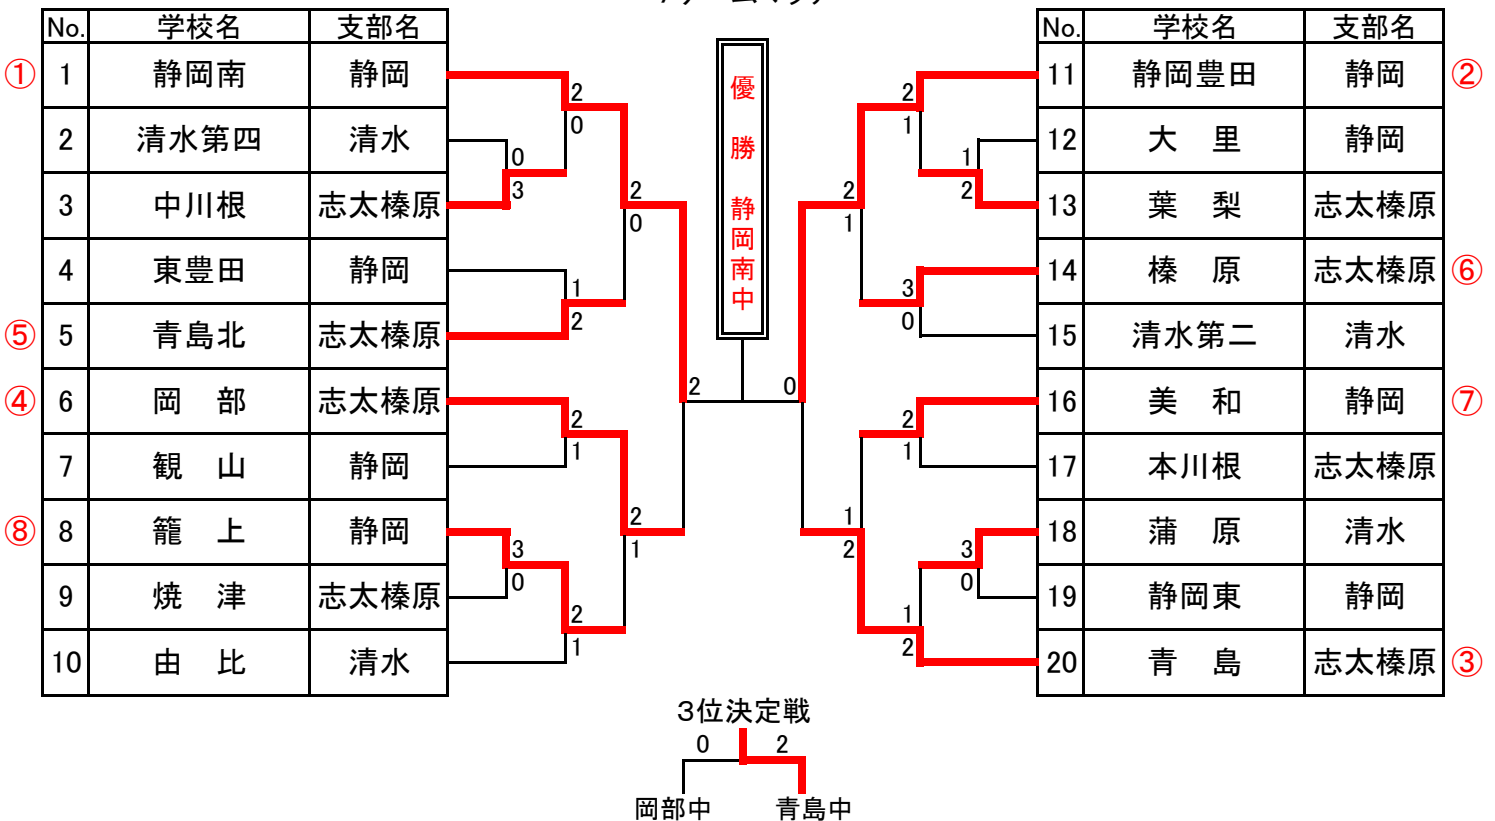 No. 学校名 支部名
① 1 静岡南 静岡
2 清水第四 清水
3 中川根 志太榛原
4 東豊田 静岡
⑤ 5 青島北 志太榛原
④ 6 岡 部 志太榛原
7 観 山 静岡
⑧ 8 籠 上 静岡
9 焼 津 志太榛原
10 由 比 清水
2
0
0
3
2
0
1
2
2
1
2
1
3
0
2
1
2
0
優 勝 静岡南中
No. 学校名 支部名
11 静岡豊田 静岡 ②
12 大 里 静岡
13 葉 梨 志太榛原
14 榛 原 志太榛原 ⑥
15 清水第二 清水
16 美 和 静岡 ⑦
17 本川根 志太榛原
18 蒲 原 清水
19 静岡東 静岡
20 青 島 志太榛原 ③
2
1
1
2
2
1
3
0
2
1
1
2
3
0
1
2
3位決定戦
0 2
岡部中 青島中